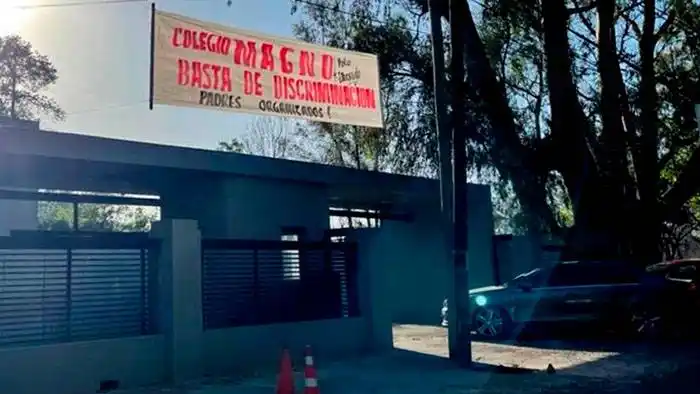 COLEGIO MAGNO
BASTA DE DISCRIMINACION
PADRES ORGANIZADOS!